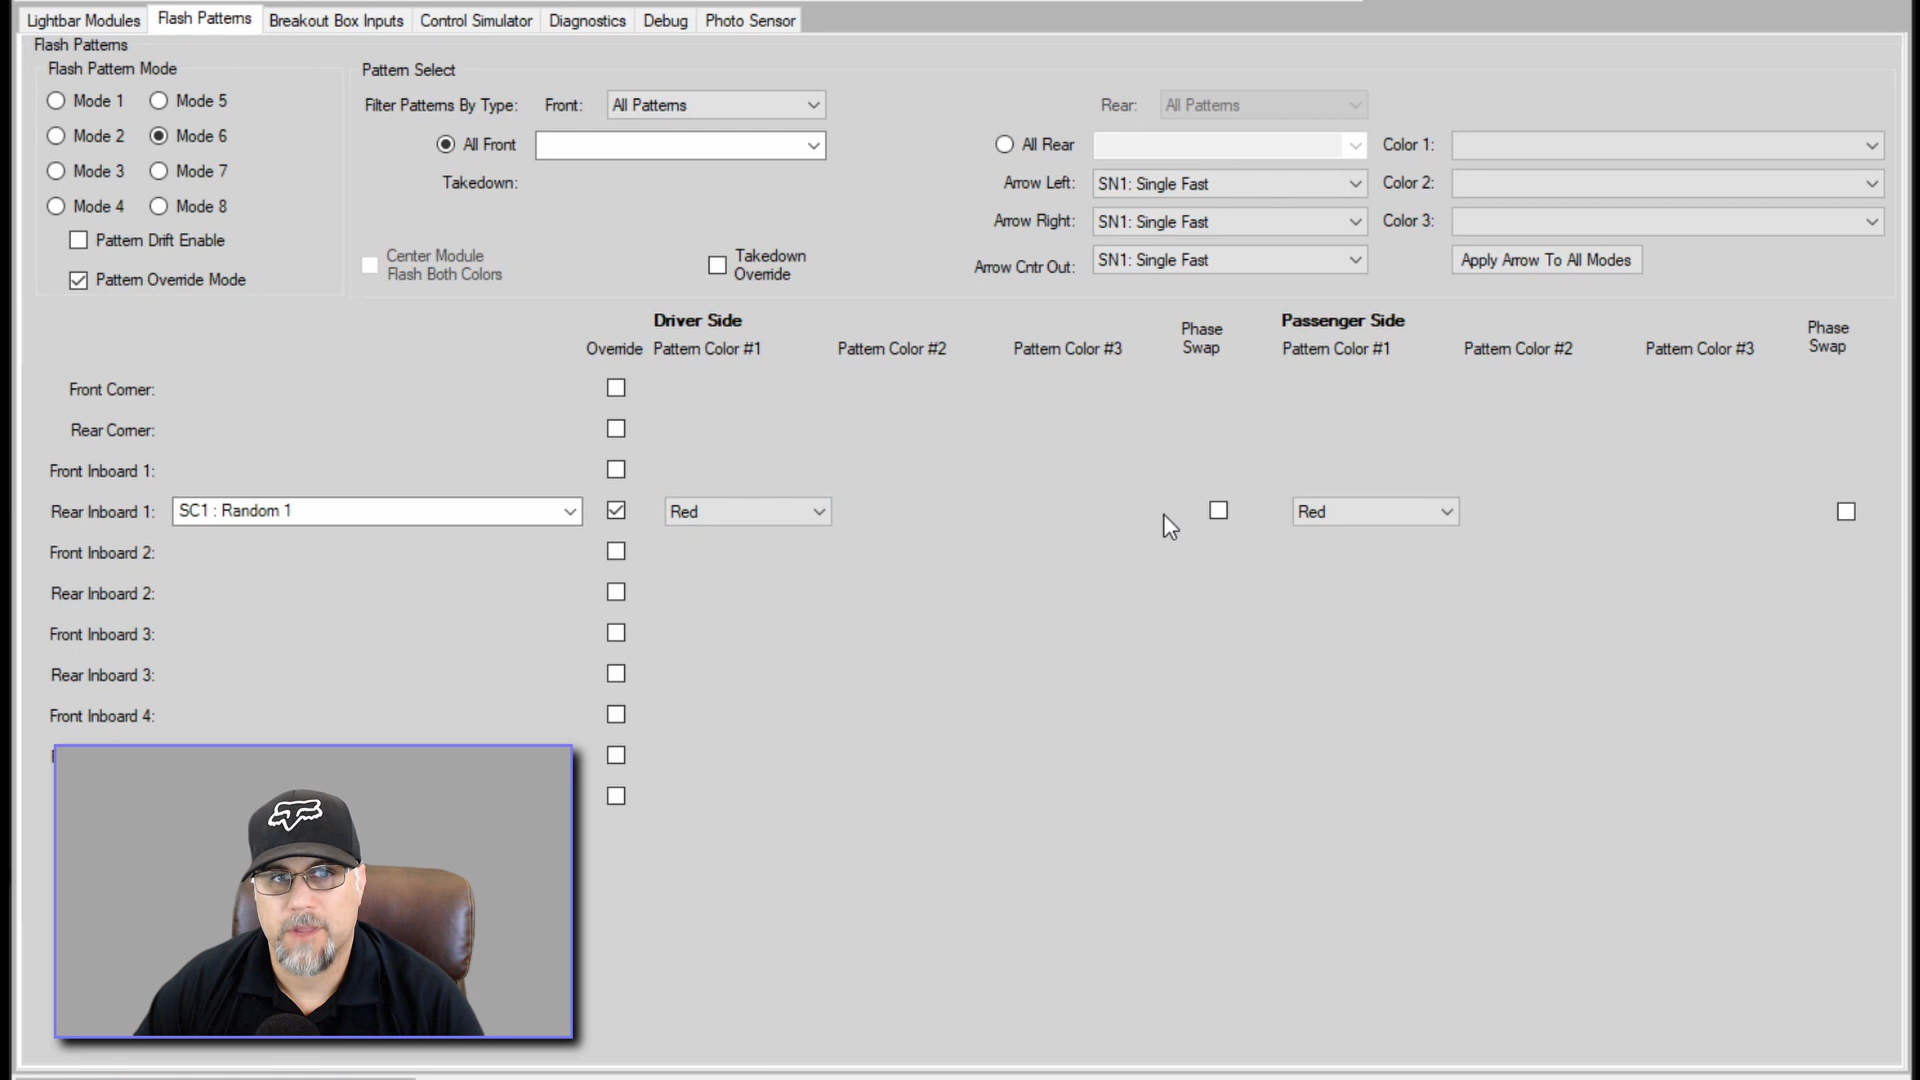 Lightbar Modules Flash Patterns Breakout Box Inputs Control Simulator Diagnostics Debug Photo Sensor
Flash Patterns
Flash Pattern Mode
Mode 1 Mode 5
Mode 2 Mode 6
Mode 3 Mode 7
Mode 4 Mode 8
Pattern Drift Enable
Pattern Override Mode
Pattern Select
Filter Patterns By Type: Front: All Patterns Rear: All Patterns
All Front All Rear Color 1:
Takedown: Arrow Left: SN1: Single Fast Color 2:
Arrow Right: SN1: Single Fast Color 3:
Center Module
Flash Both Colors
Takedown
Override
Arrow Cntr Out: SN1: Single Fast Apply Arrow To All Modes
Driver Side
Override Pattern Color #1 Pattern Color #2 Pattern Color #3
Phase
Swap
Passenger Side
Pattern Color #1 Pattern Color #2 Pattern Color #3
Phase
Swap
Front Corner:
Rear Corner:
Front Inboard 1:
Rear Inboard 1: SC1 : Random 1 Red Red
Front Inboard 2:
Rear Inboard 2:
Front Inboard 3:
Rear Inboard 3:
Front Inboard 4: